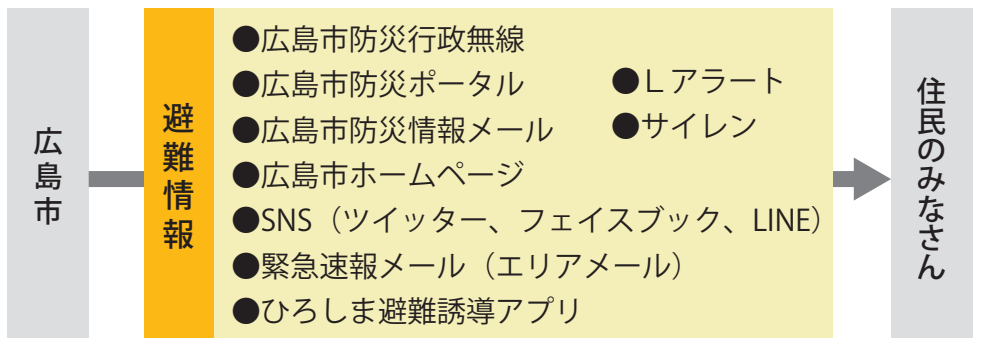 広島市
避難情報
●広島市防災行政無線
●広島市防災ポータル
●Ｌアラート
●広島市防災情報メール
●サイレン
●広島市ホームページ
●SNS（ツイッター、フェイスブック、LINE）
●緊急速報メール（エリアメール）
●ひろしま避難誘導アプリ
住民のみなさん